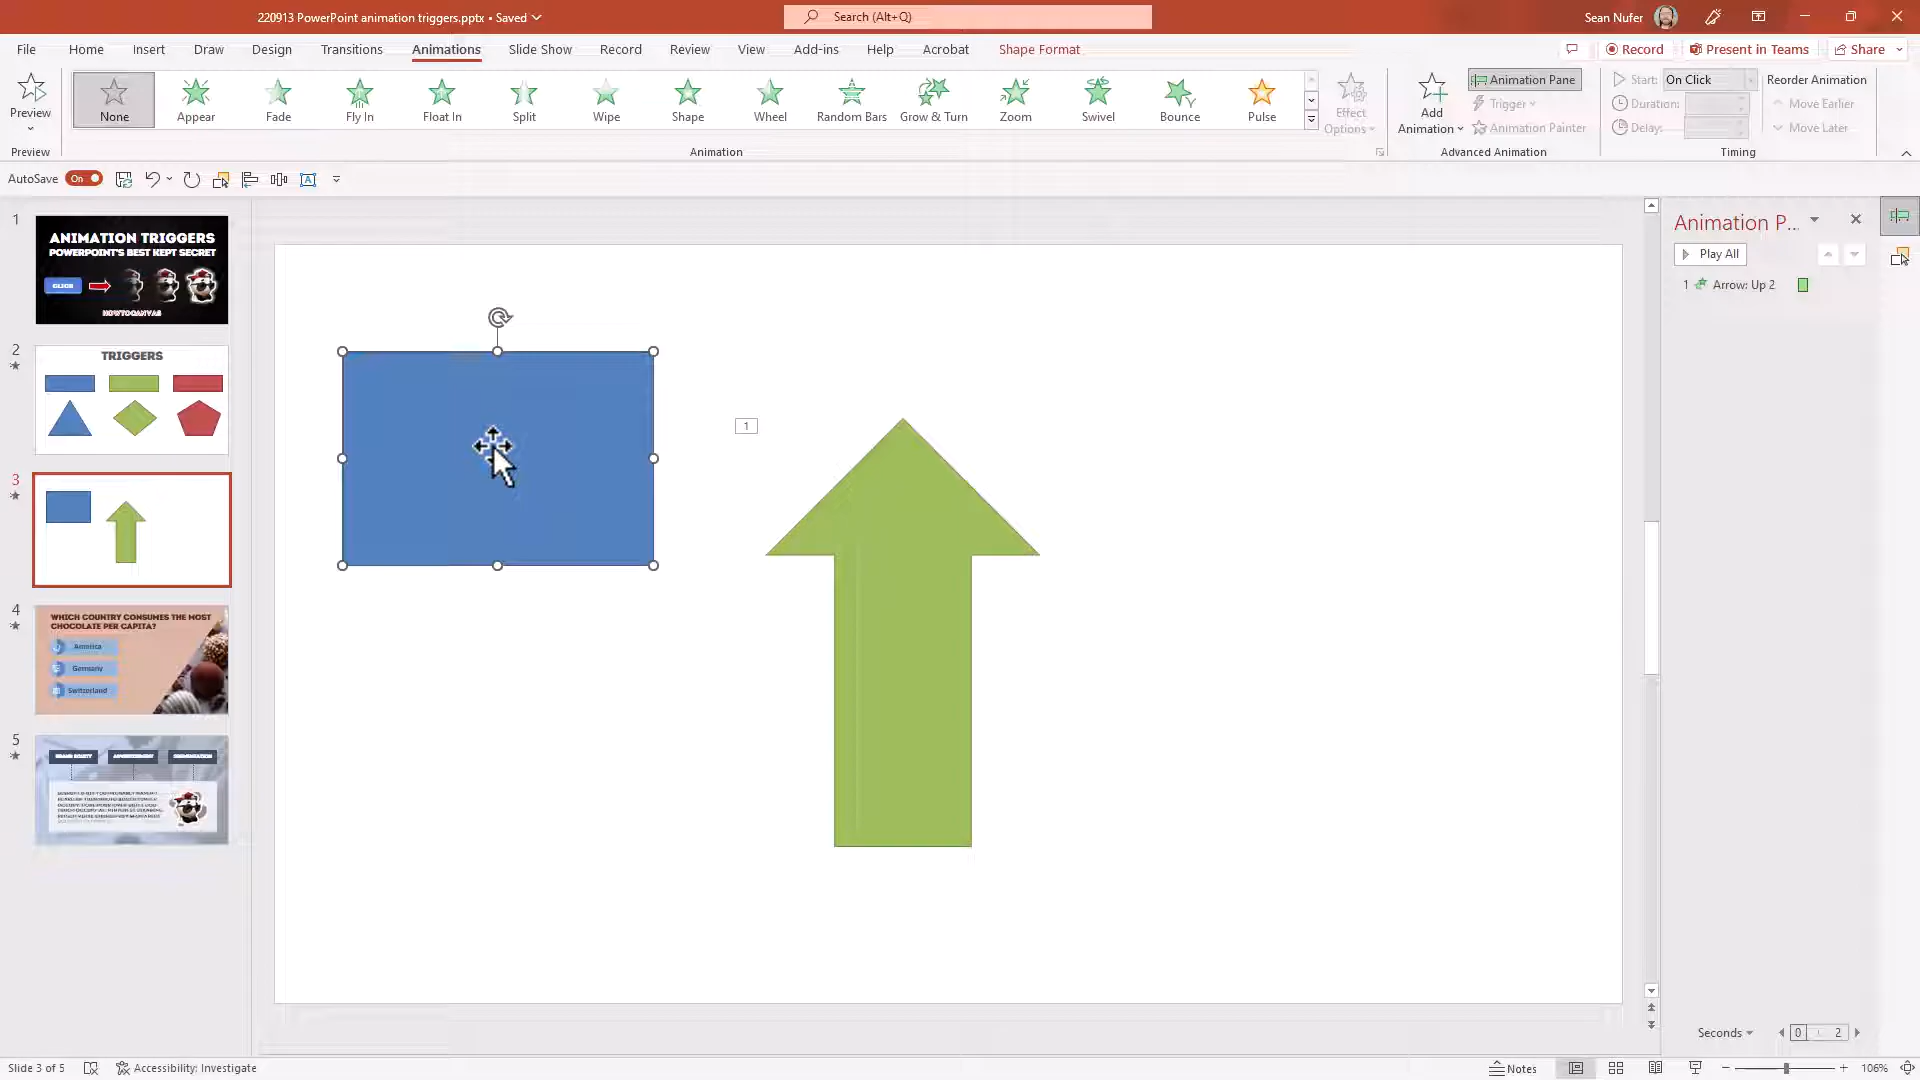 220913 PowerPoint animation triggers.pptx • Saved
Search (Alt+Q)
Sean Nufer
File
Home
Insert
Draw
Design
Transitions
Animations
Slide Show
Record
Review
View
Add-ins
Help
Acrobat
Shape Format
Record
Present in Teams
Share
Preview
None
Appear
Fade
Fly In
Float In
Split
Wipe
Shape
Wheel
Random Bars
Grow & Turn
Zoom
Swivel
Bounce
Pulse
Effect
Options
Add
Animation
Animation Pane
Trigger
Animation Painter
Start:
On Click
Duration:
Delay:
Reorder Animation
Move Earlier
Move Later
Preview
Animation
Advanced Animation
Timing
AutoSave
On
1
ANIMATION TRIGGERS
POWERPOINT'S BEST KEPT SECRET
CLICK
HOWTOCANVAS
2
TRIGGERS
3
4
WHICH COUNTRY CONSUMES THE MOST
CHOCOLATE PER CAPITA?
America
Germany
Switzerland
5
1
Animation P...
Play All
1
Arrow: Up 2
Seconds
0
2
Slide 3 of 5
Accessibility: Investigate
Notes
106%